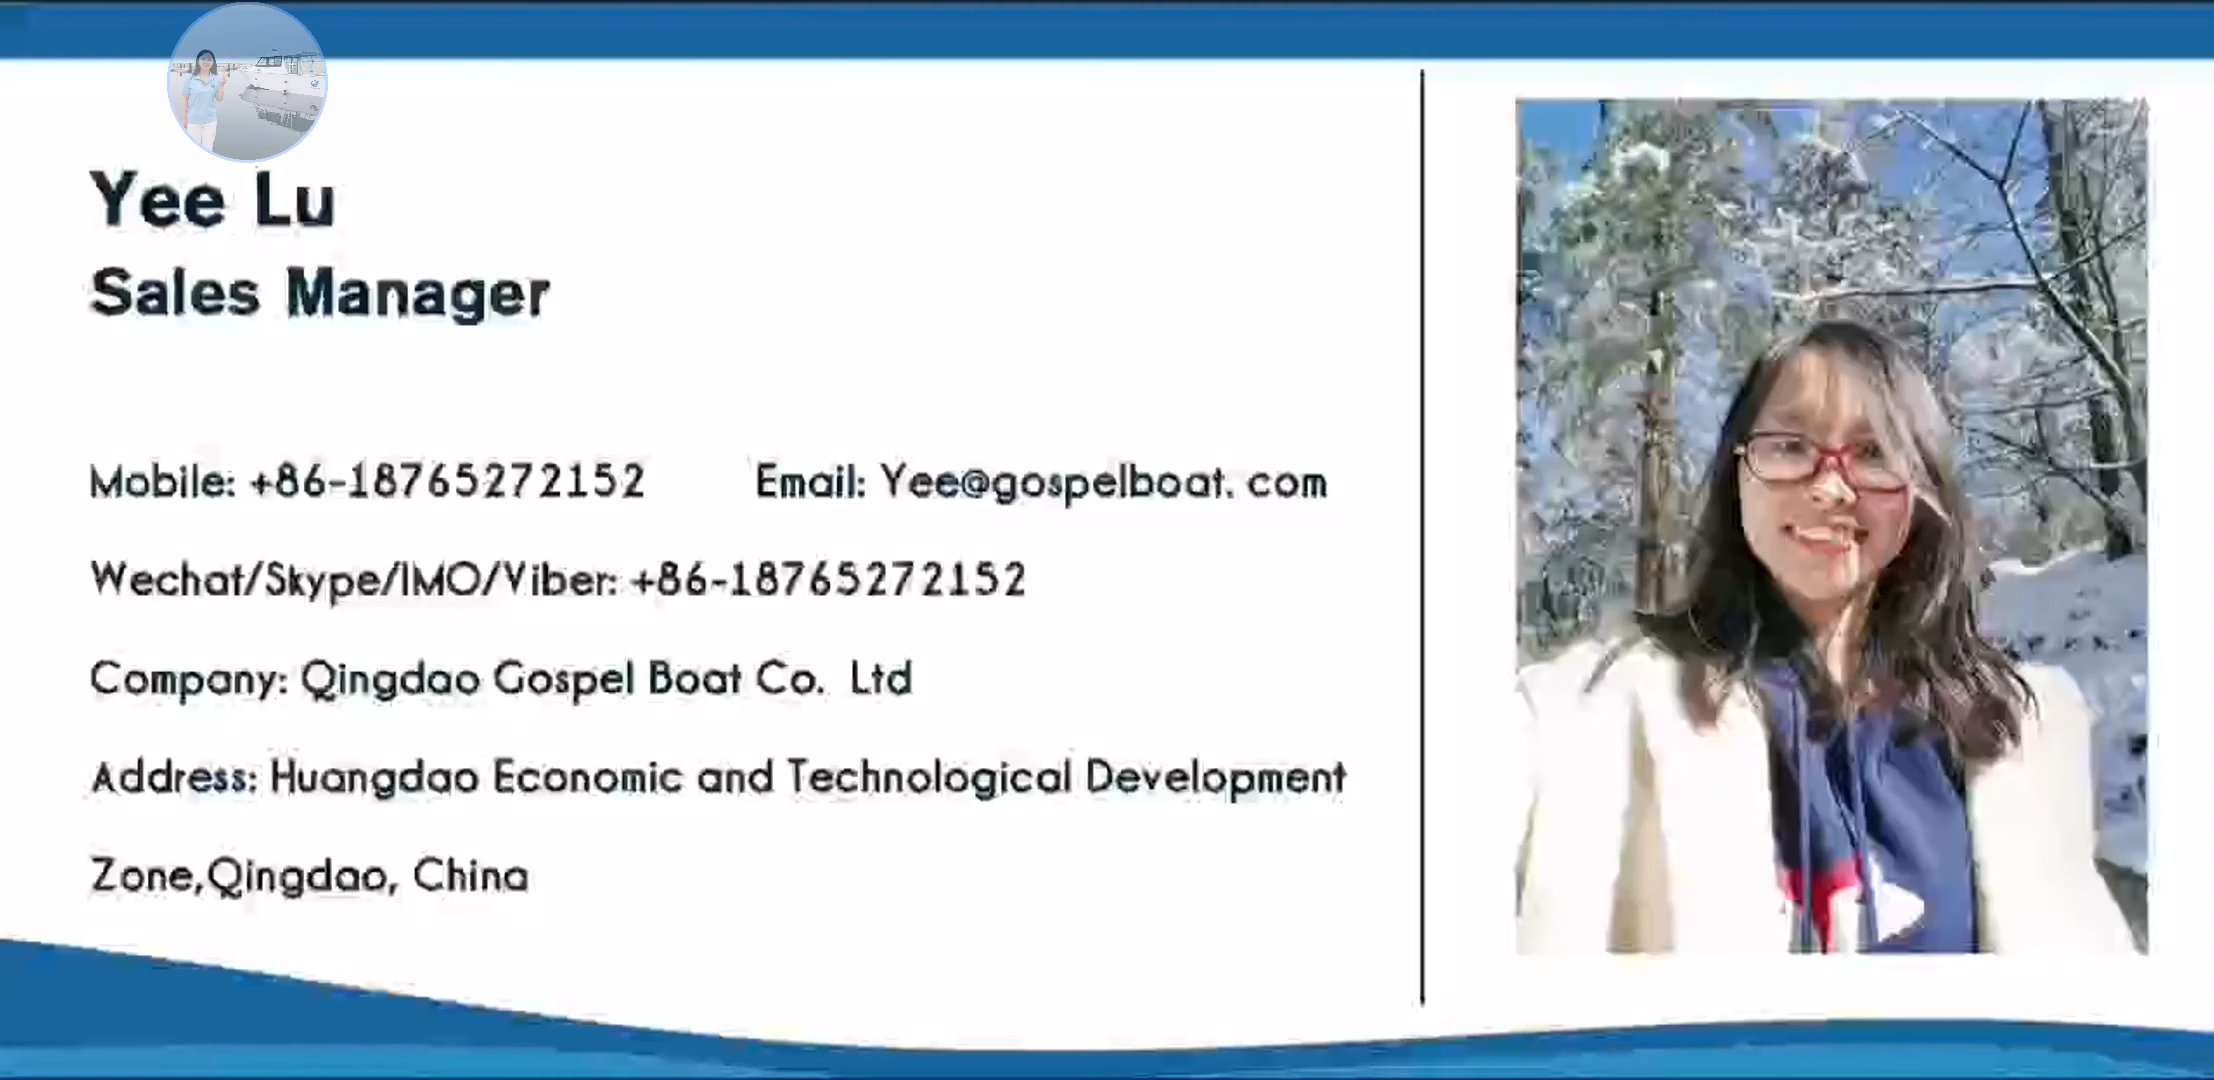 Yee Lu
Sales Manager
Mobile: +86-18765272152 Email: Yee@gospelboat. com
Wechat/Skype/IMO/Viber: +86-18765272152
Company: Qingdao Gospel Boat Co. Ltd
Address: Huangdao Economic and Technological Development
Zone,Qingdao, China